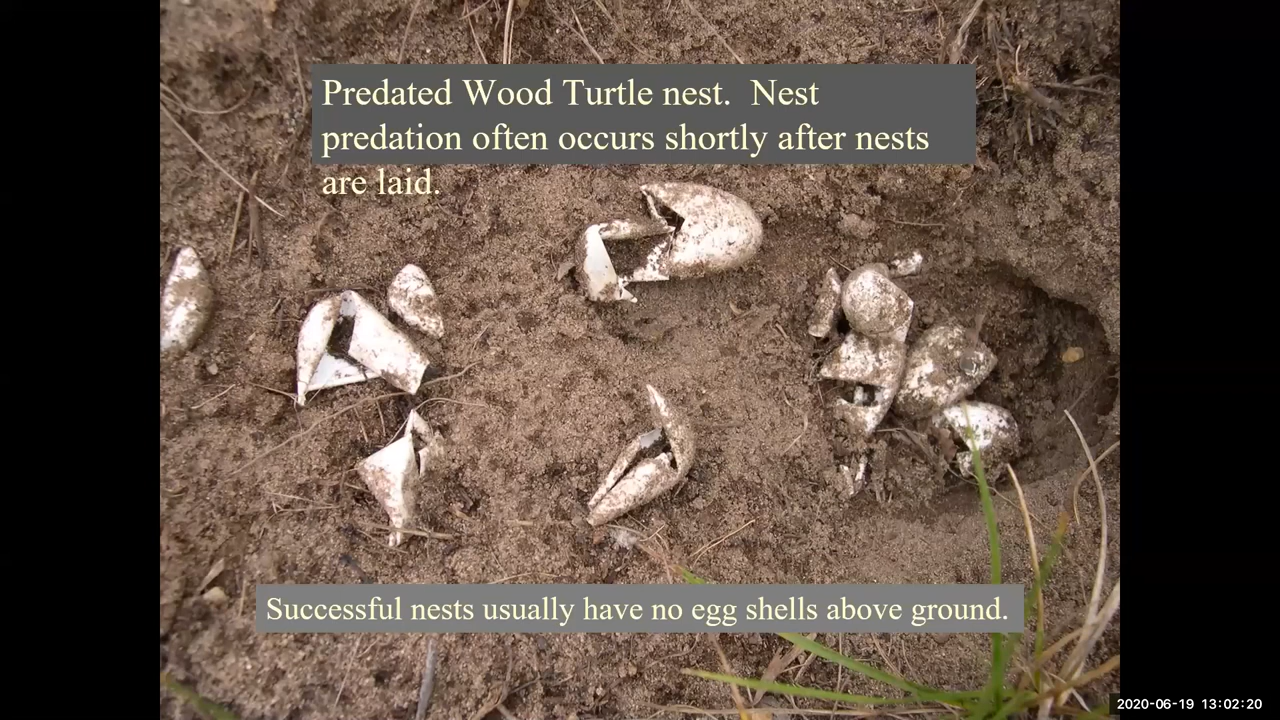 Predated Wood Turtle nest.  Nest
predation often occurs shortly after nests
are laid.
Successful nests usually have no egg shells above ground.
2020-06-19 13:02:20